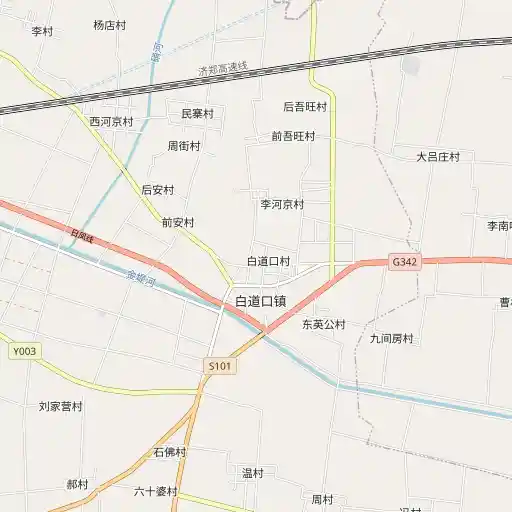 杨店村
李村
济郑高速线
后吾旺村
民寨村
西河京村
前吾旺村
周街村
大吕庄村
后安村
李河京村
前安村
日凤线
白道口村
G342
金堤河
白道口镇
东英公村
九间房村
Y003
S101
刘家营村
石佛村
温村
郝村
六十婆村
周村